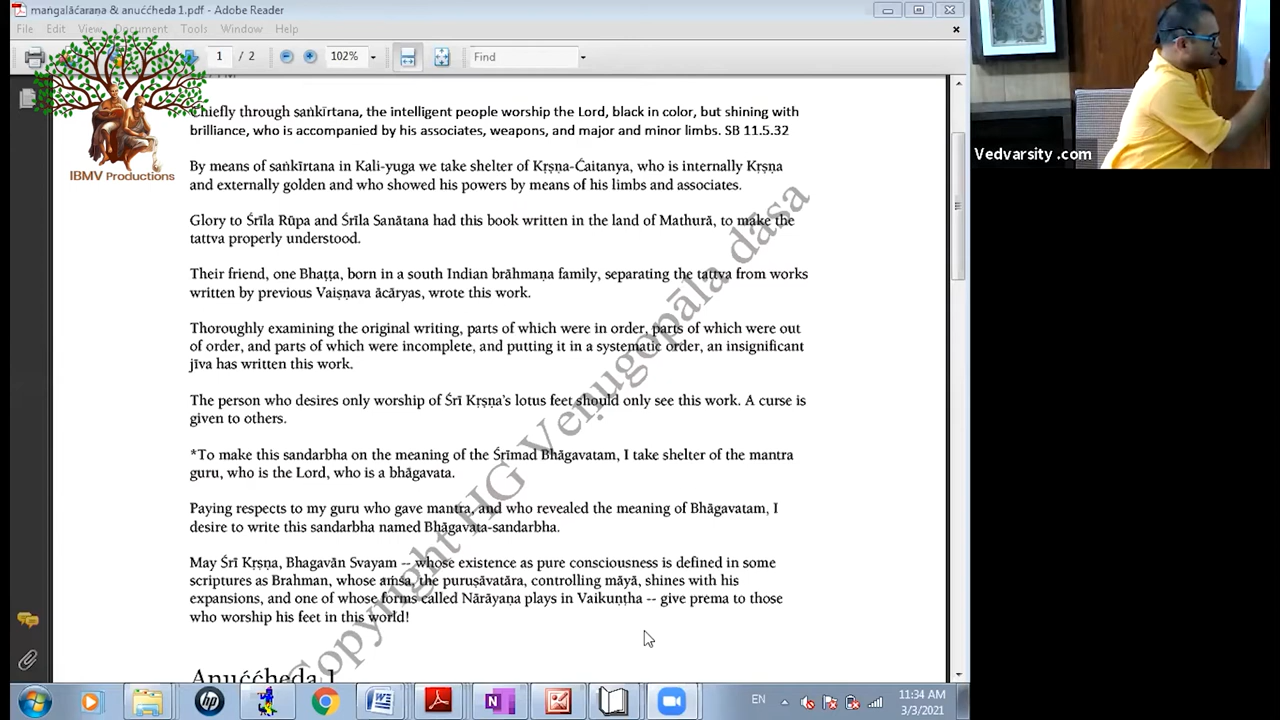 maṅgalāćaraṇa & anuććheda 1.pdf - Adobe Reader
File Edit View Document Tools Window Help
1 / 2 102% Find
Chiefly through saṅkīrtana, the intelligent people worship the Lord, black in color, but shining with
brilliance, who is accompanied by his associates, weapons, and major and minor limbs. SB 11.5.32
IBMV Productions
Vedvarsity .com
By means of saṅkīrtana in Kali-yuga we take shelter of Kṛṣṇa-Ćaitanya, who is internally Kṛṣṇa
and externally golden and who showed his powers by means of his limbs and associates.
Glory to Śrīla Rūpa and Śrīla Sanātana had this book written in the land of Mathurā, to make the
tattva properly understood.
Their friend, one Bhaṭṭa, born in a south Indian brāhmaṇa family, separating the tattva from works
written by previous Vaiṣṇava ācāryas, wrote this work.
Thoroughly examining the original writing, parts of which were in order, parts of which were out
of order, and parts of which were incomplete, and putting it in a systematic order, an insignificant
jīva has written this work.
The person who desires only worship of Śrī Kṛṣṇa's lotus feet should only see this work. A curse is
given to others.
*To make this sandarbha on the meaning of the Śrīmad Bhāgavatam, I take shelter of the mantra
guru, who is the Lord, who is a bhāgavata.
Paying respects to my guru who gave mantra, and who revealed the meaning of Bhāgavatam, I
desire to write this sandarbha named Bhāgavata-sandarbha.
May Śrī Kṛṣṇa, Bhagavān Svayam -- whose existence as pure consciousness is defined in some
scriptures as Brahman, whose aṁśa, the puruṣāvatāra, controlling māyā, shines with his
expansions, and one of whose forms called Nārāyaṇa plays in Vaikuṇṭha -- give prema to those
who worship his feet in this world!
Anuććheda 1
Copyright HG Veṇugopāla dāsa
EN 11:34 AM
3/3/2021